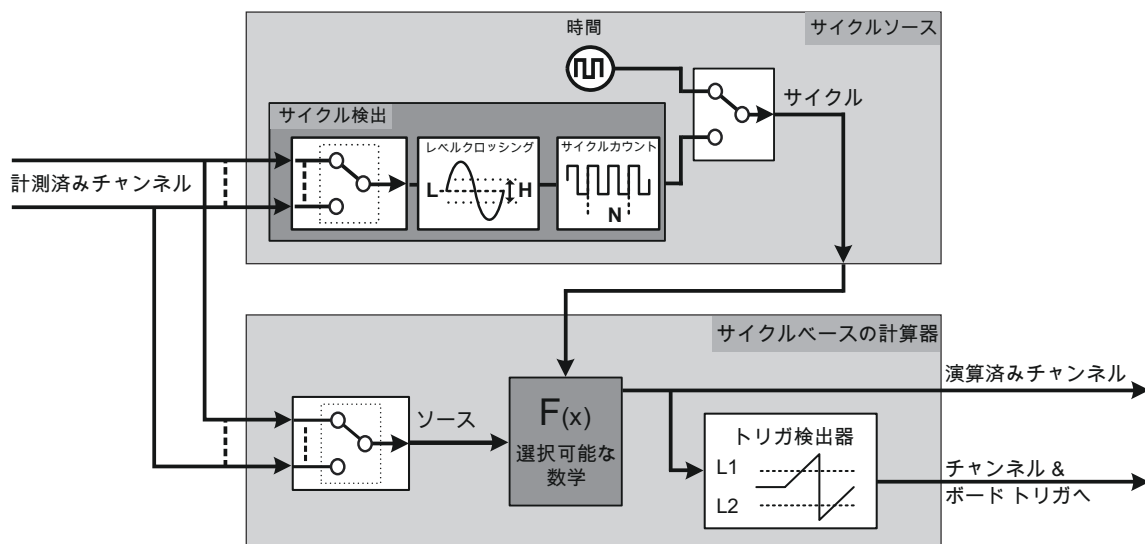 サイクルソース
時間
サイクル
サイクル検出
レベルクロッシング
サイクルカウント
L
H
N
計測済みチャンネル
サイクルベースの計算器
演算済みチャンネル
ソース
F(x)
選択可能な
数学
トリガ検出器
L1
L2
チャンネル &
ボード トリガへ